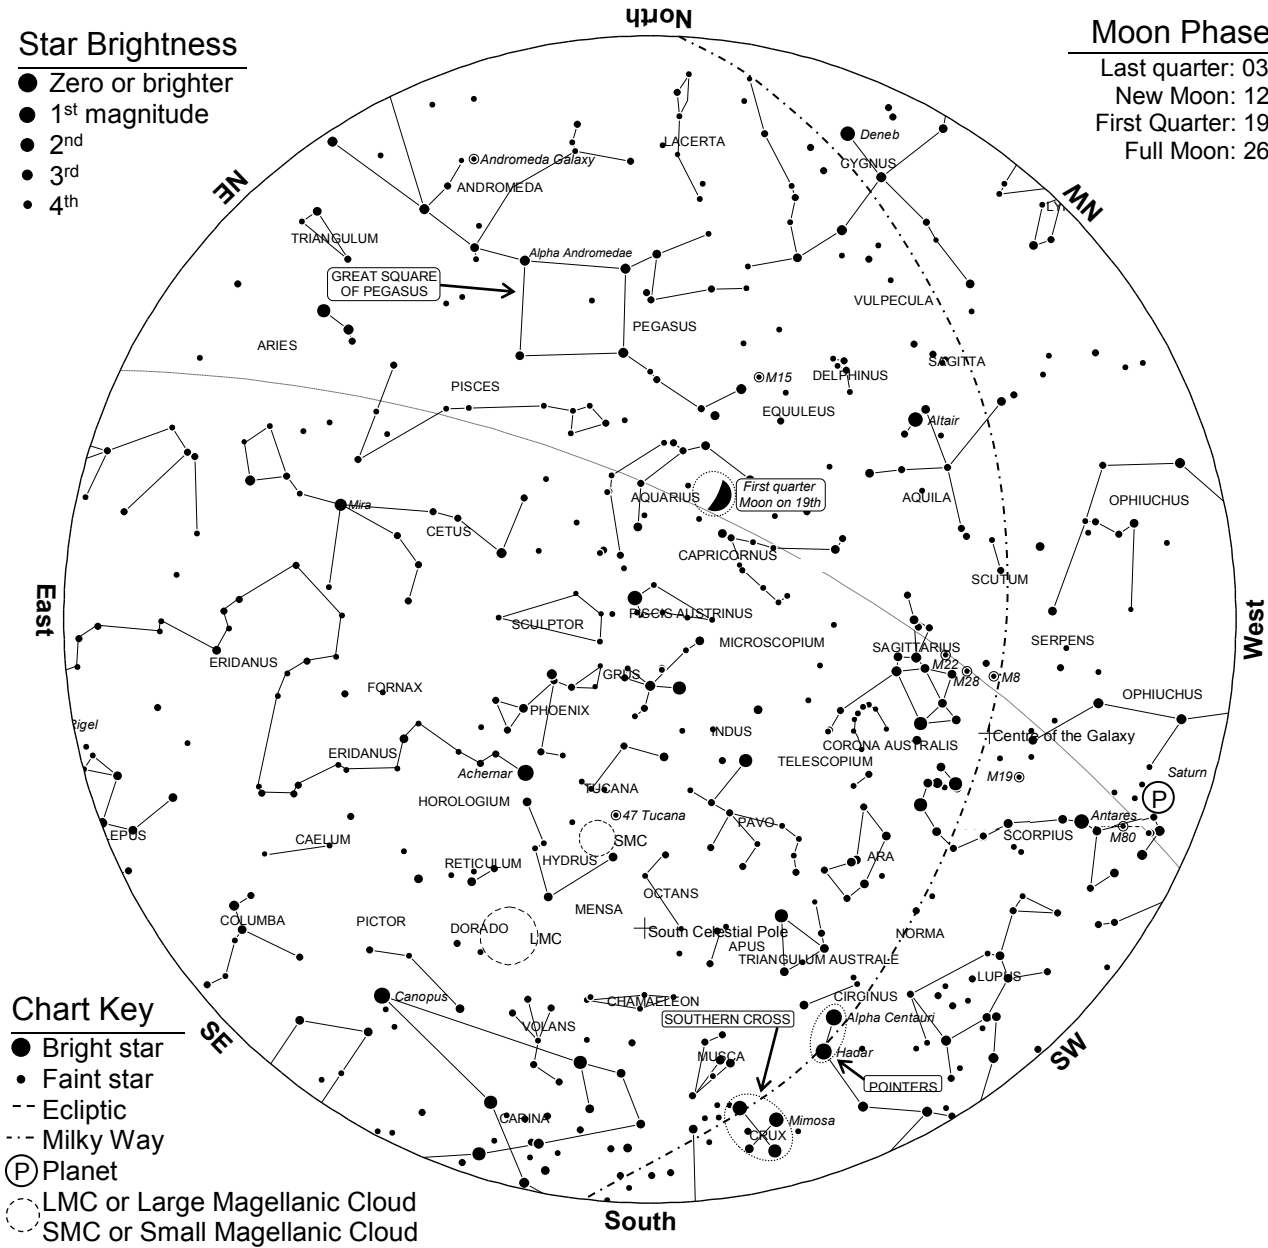 North
Star Brightness
Zero or brighter
1st magnitude
2nd
3rd
4th
Moon Phase
Last quarter: 03
New Moon: 12
First Quarter: 19
Full Moon: 26
NE
NW
LACERTA
Deneb
CYGNUS
Andromeda Galaxy
ANDROMEDA
TRIANGULUM
Alpha Andromedae
GREAT SQUARE
OF PEGASUS
VULPECULA
PEGASUS
ARIES
SAGITTA
DELPHINUS
M15
PISCES
EQUULEUS
Altair
First quarter
Moon on 19th
AQUARIUS
AQUILA
OPHIUCHUS
Mira
CETUS
CAPRICORNUS
SCUTUM
East
West
PISCIS AUSTRINUS
SCULPTOR
MICROSCOPIUM
SAGITTARIUS
SERPENS
ERIDANUS
M22
M28
M8
GRUS
FORNAX
OPHIUCHUS
PHOENIX
Rigel
INDUS
CORONA AUSTRALIS
Centre of the Galaxy
ERIDANUS
TELESCOPIUM
Achernar
M19
Saturn
P
TUCANA
HOROLOGIUM
47 Tucana
PAVO
Antares
LEPUS
CAELUM
SMC
SCORPIUS
M80
HYDRUS
RETICULUM
ARA
OCTANS
MENSA
COLUMBA
PICTOR
DORADO
LMC
South Celestial Pole
NORMA
APUS
TRIANGULUM AUSTRALE
LUPUS
Canopus
CHAMAELEON
CIRCINUS
SOUTHERN CROSS
Alpha Centauri
VOLANS
MUSCA
Hadar
POINTERS
CARINA
Mimosa
CRUX
SE
SW
South
Chart Key
Bright star
Faint star
Ecliptic
Milky Way
P Planet
LMC or Large Magellanic Cloud
SMC or Small Magellanic Cloud